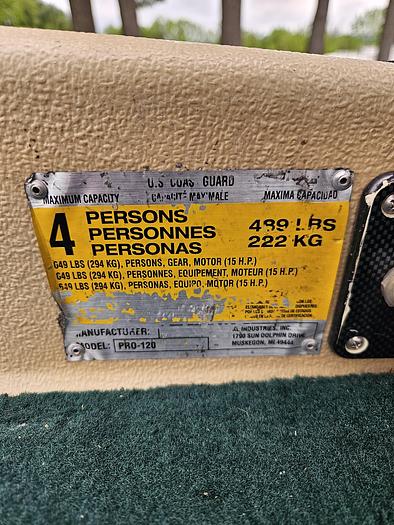 U.S COAS GUARD
MAXIMUM CAPACITY CAPACITÉ MAXIMALE MAXIMA CAPACIDAD
4 PERSONS
PERSONNES 489 LBS
PERSONAS 222 KG
649 LBS (294 KG), PERSONS, GEAR, MOTOR (15 H.P.)
649 LBS (294 KG), PERSONNES, EQUIPEMENT, MOTEUR (15 H.P.)
649 LBS (294 KG), PERSONAS, EQUIPO, MOTOR (15 H.P.)
MANUFACTURER: INDUSTRIES, INC.
1790 SUN DOLPHIN DRIVE
MODEL: PRO-120 MUSKEGON, MI 49444